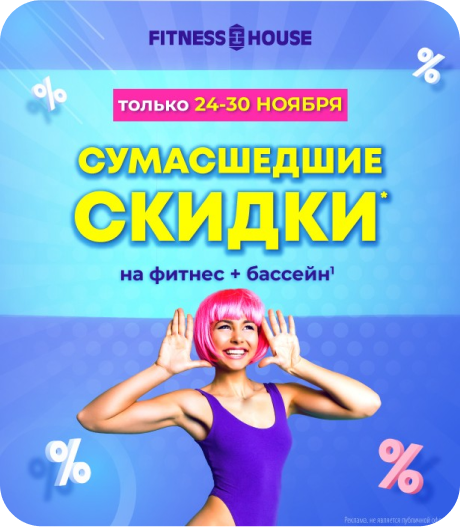 FITNESS HOUSE
только 24-30 НОЯБРЯ
СУМАСШЕДШИЕ
СКИДКИ*
на фитнес + бассейн¹
%
%
%
%
Реклама, не является публичной